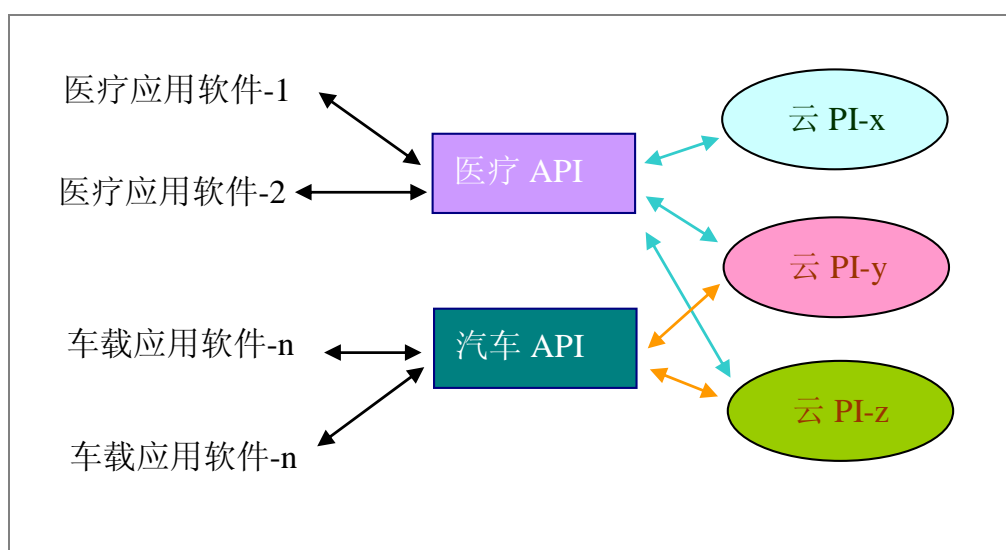 医疗应用软件-1
云 PI-x
医疗 API
医疗应用软件-2
云 PI-y
车载应用软件-n
汽车 API
云 PI-z
车载应用软件-n